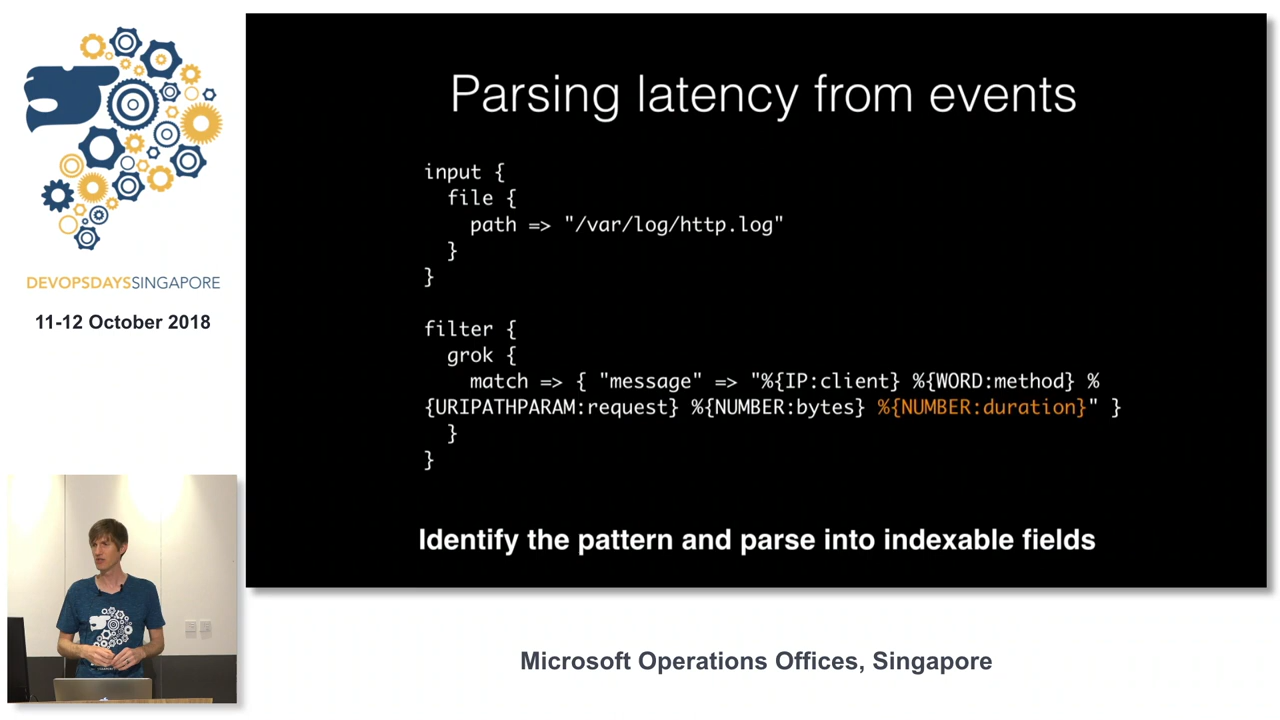 DEVOPSDAYSSINGAPORE
11-12 October 2018
Parsing latency from events
input {
file {
path => "/var/log/http.log"
}
}
filter {
grok {
match => { "message" => "%{IP:client} %{WORD:method} %
{URIPATHPARAM:request} %{NUMBER:bytes} %{NUMBER:duration}" }
}
}
Identify the pattern and parse into indexable fields
Microsoft Operations Offices, Singapore